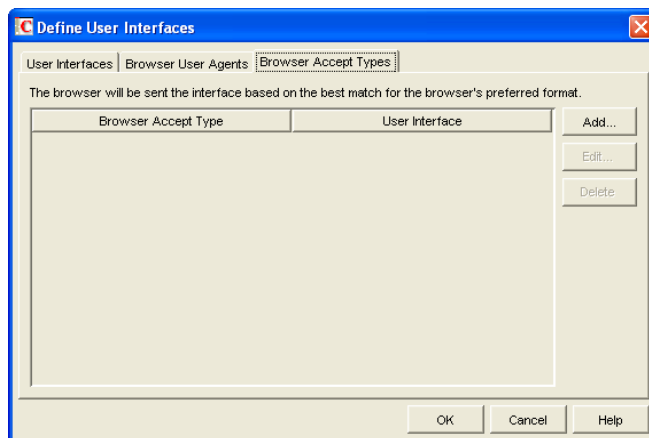 Define User Interfaces
User Interfaces Browser User Agents Browser Accept Types
The browser will be sent the interface based on the best match for the browser's preferred format.
Browser Accept Type User Interface Add...
Edit...
Delete
OK Cancel Help